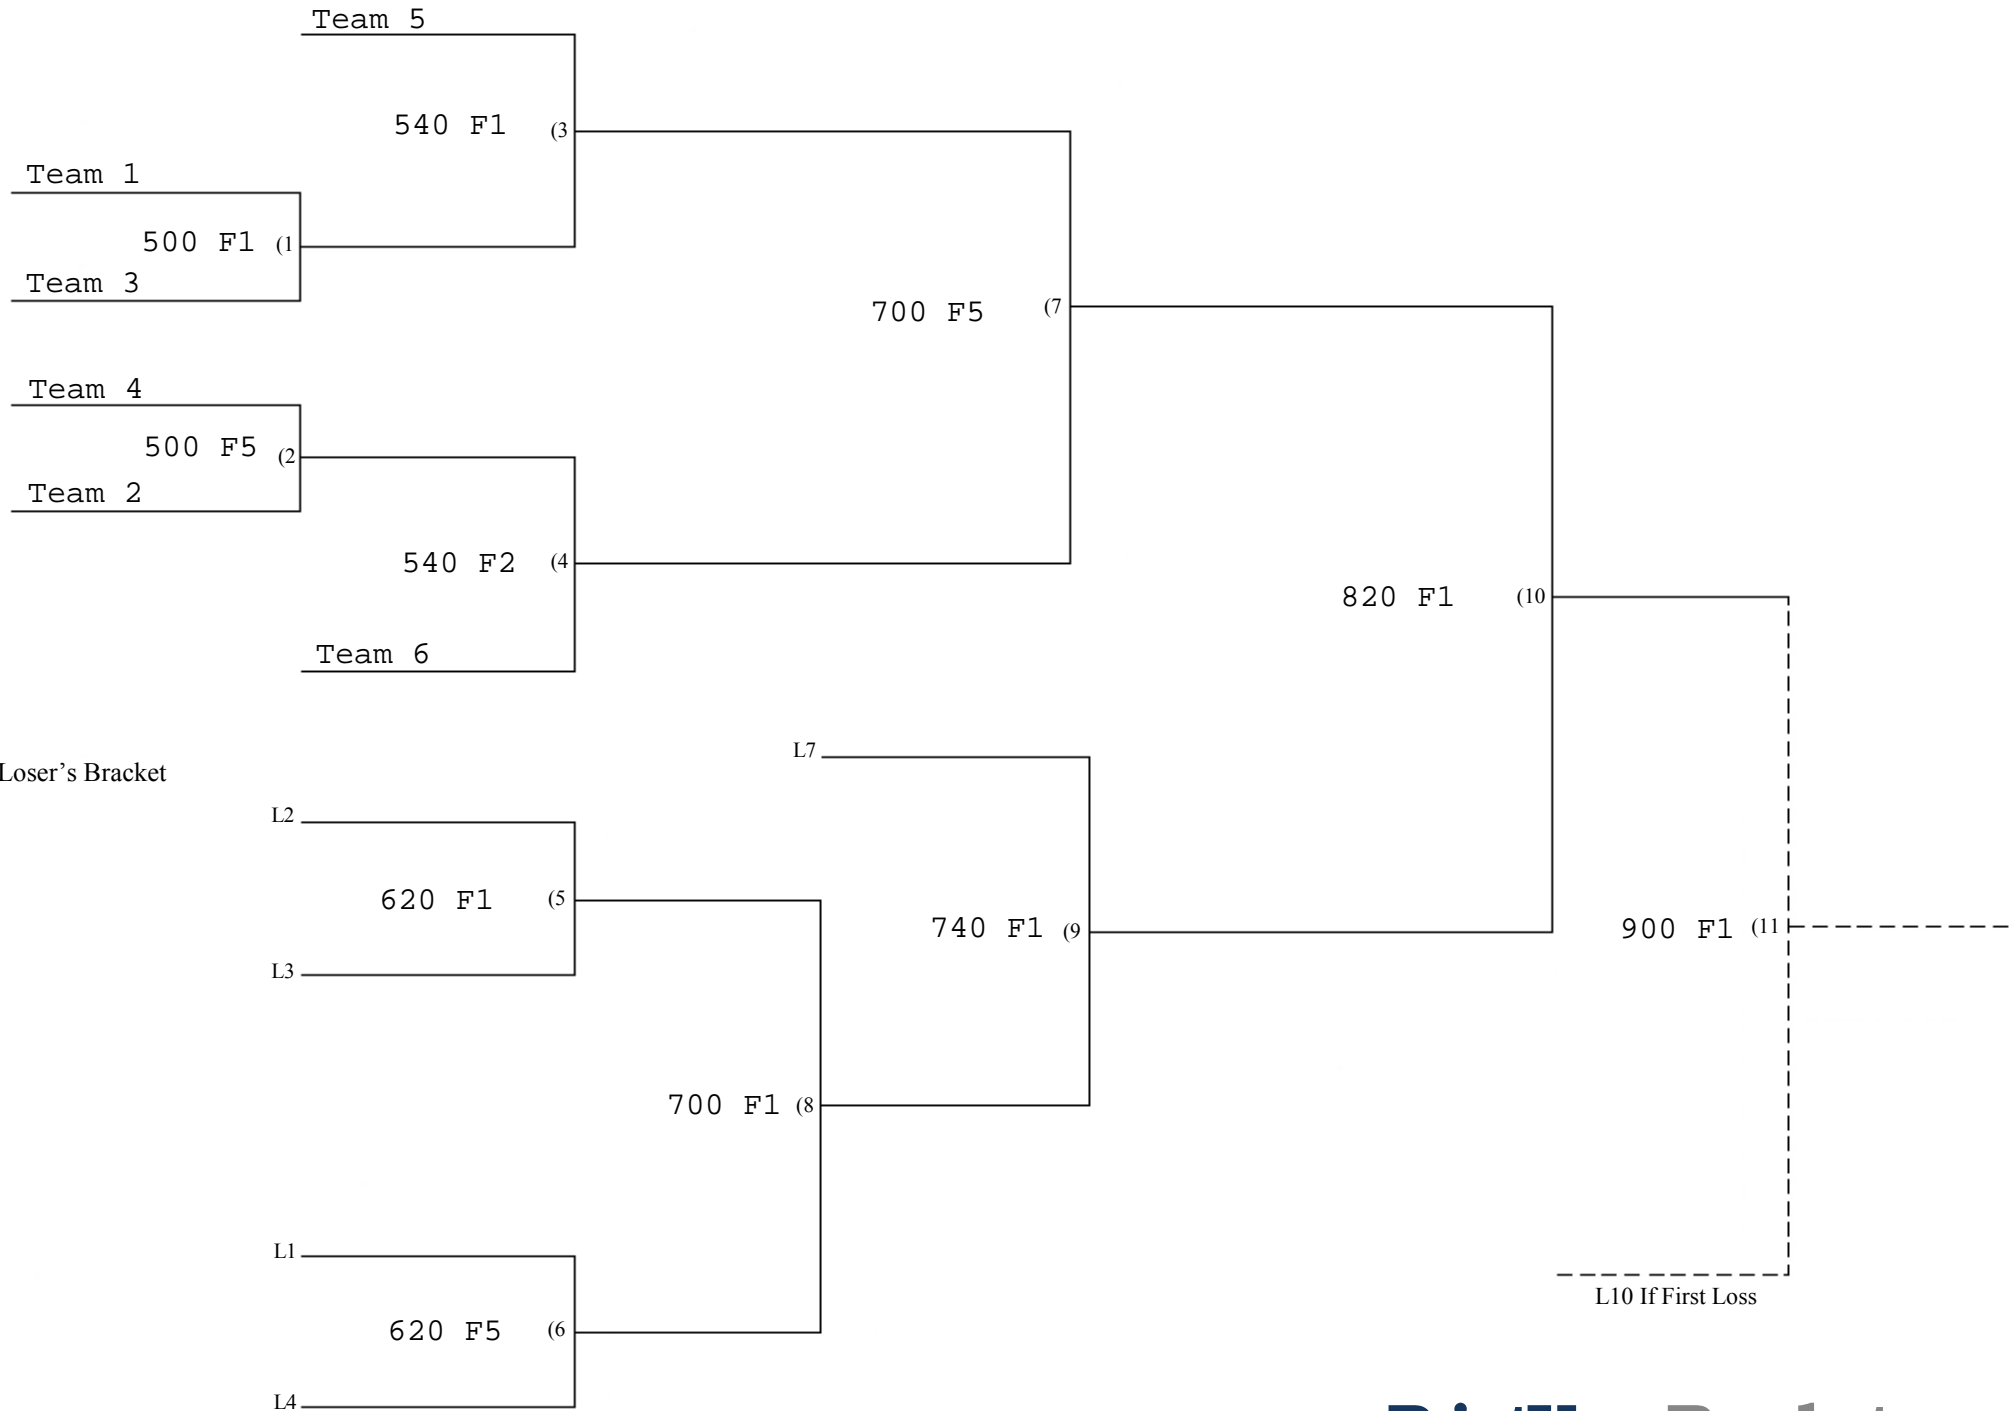 Team 5
540 F1 (3
Team 1
500 F1 (1
Team 3
700 F5 (7
Team 4
500 F5 (2
Team 2
540 F2 (4
820 F1 (10
Team 6
L7
Loser's Bracket
L2
620 F1 (5
740 F1 (9
900 F1 (11
L3
700 F1 (8
L1
L10 If First Loss
620 F5 (6
L4